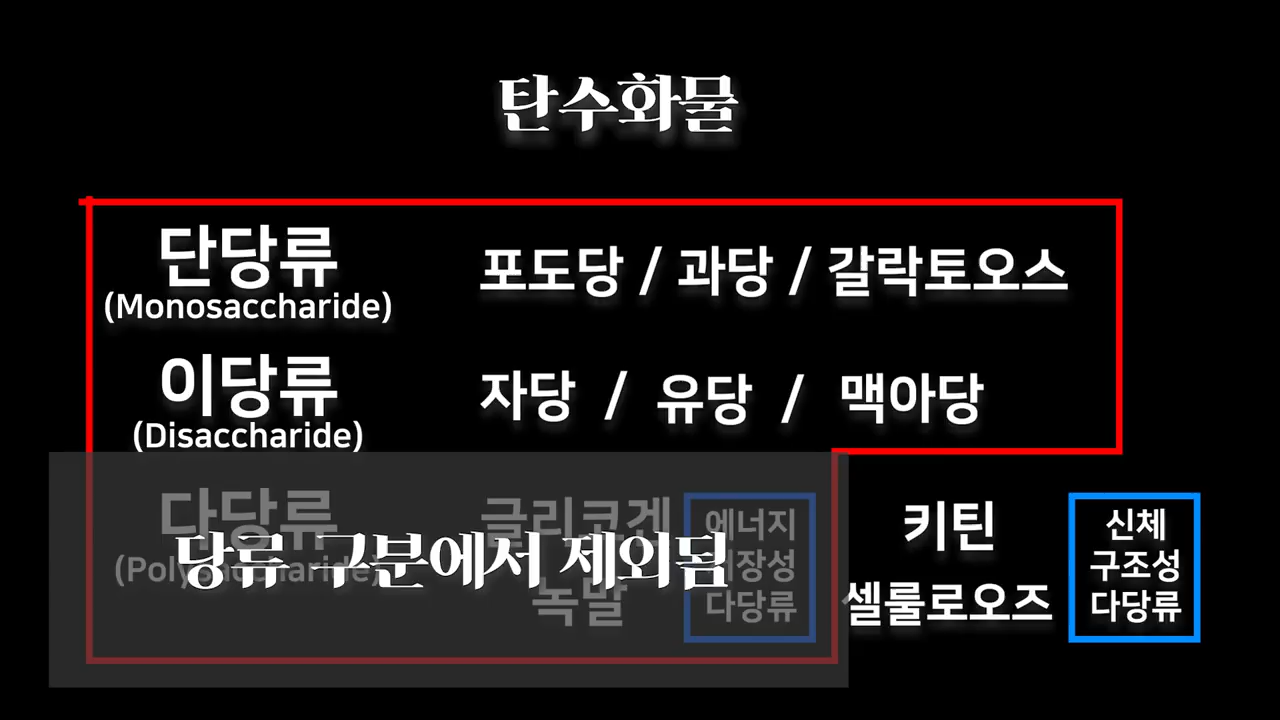 탄수화물
단당류
(Monosaccharide)
포도당 / 과당 / 갈락토오스
이당류
(Disaccharide)
자당 / 유당 / 맥아당
다당류
글리코겐
녹말
에너지
다당류
당류 구분에서 제외됨
키틴
셀룰로오즈
신체
구조성
다당류